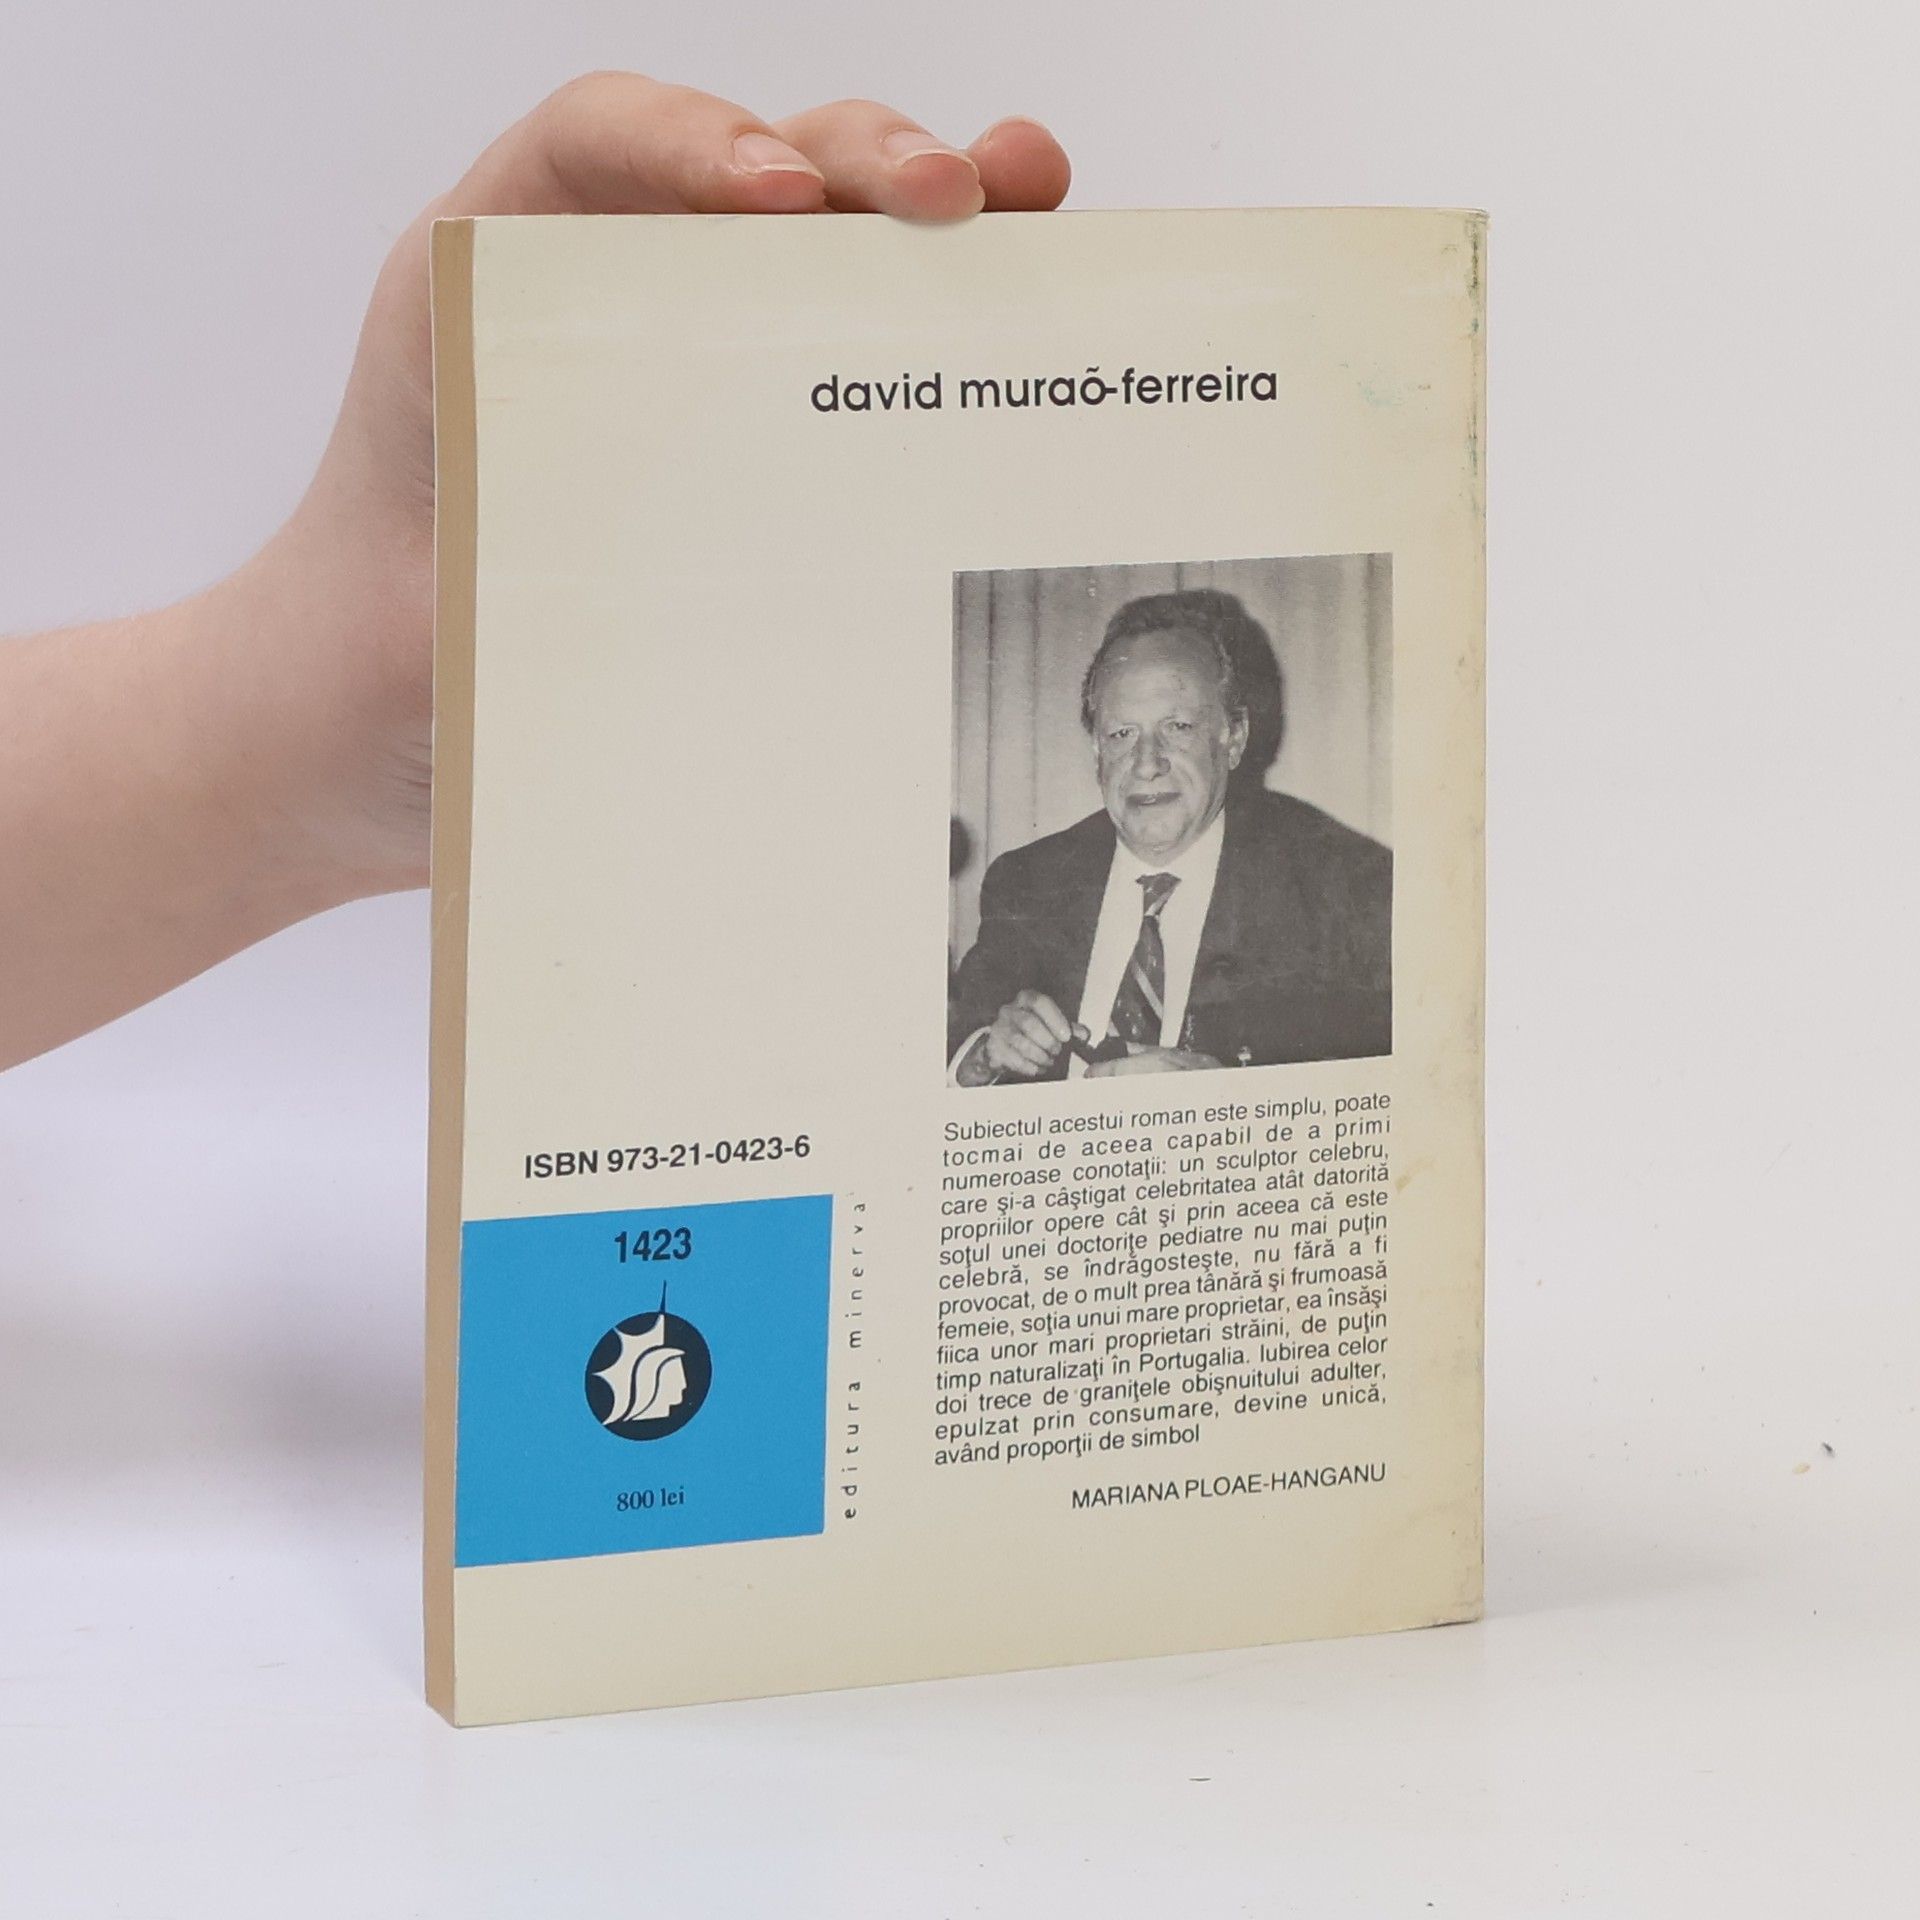 david muraõ-ferreira
Subiectul acestui roman este simplu, poate
tocmai de aceea capabil de a primi
numeroase conotaţii: un sculptor celebru,
care şi-a câştigat celebritatea atât datorită
propriilor opere cât şi prin aceea că este
soţul unei doctoriţe pediatre nu mai puţin
celebră, se îndrăgosteşte, nu fără a fi
provocat, de o mult prea tânără şi frumoasă
femeie, soţia unui mare proprietar, ea însăşi
fiica unor mari proprietari străini, de puţin
timp naturalizaţi în Portugalia. Iubirea celor
doi trece de graniţele obişnuitului adulter,
epulzat prin consumare, devine unică,
având proporţii de simbol
MARIANA PLOAE-HANGANU
ISBN 973-21-0423-6
1423
800 lei
editura minerva